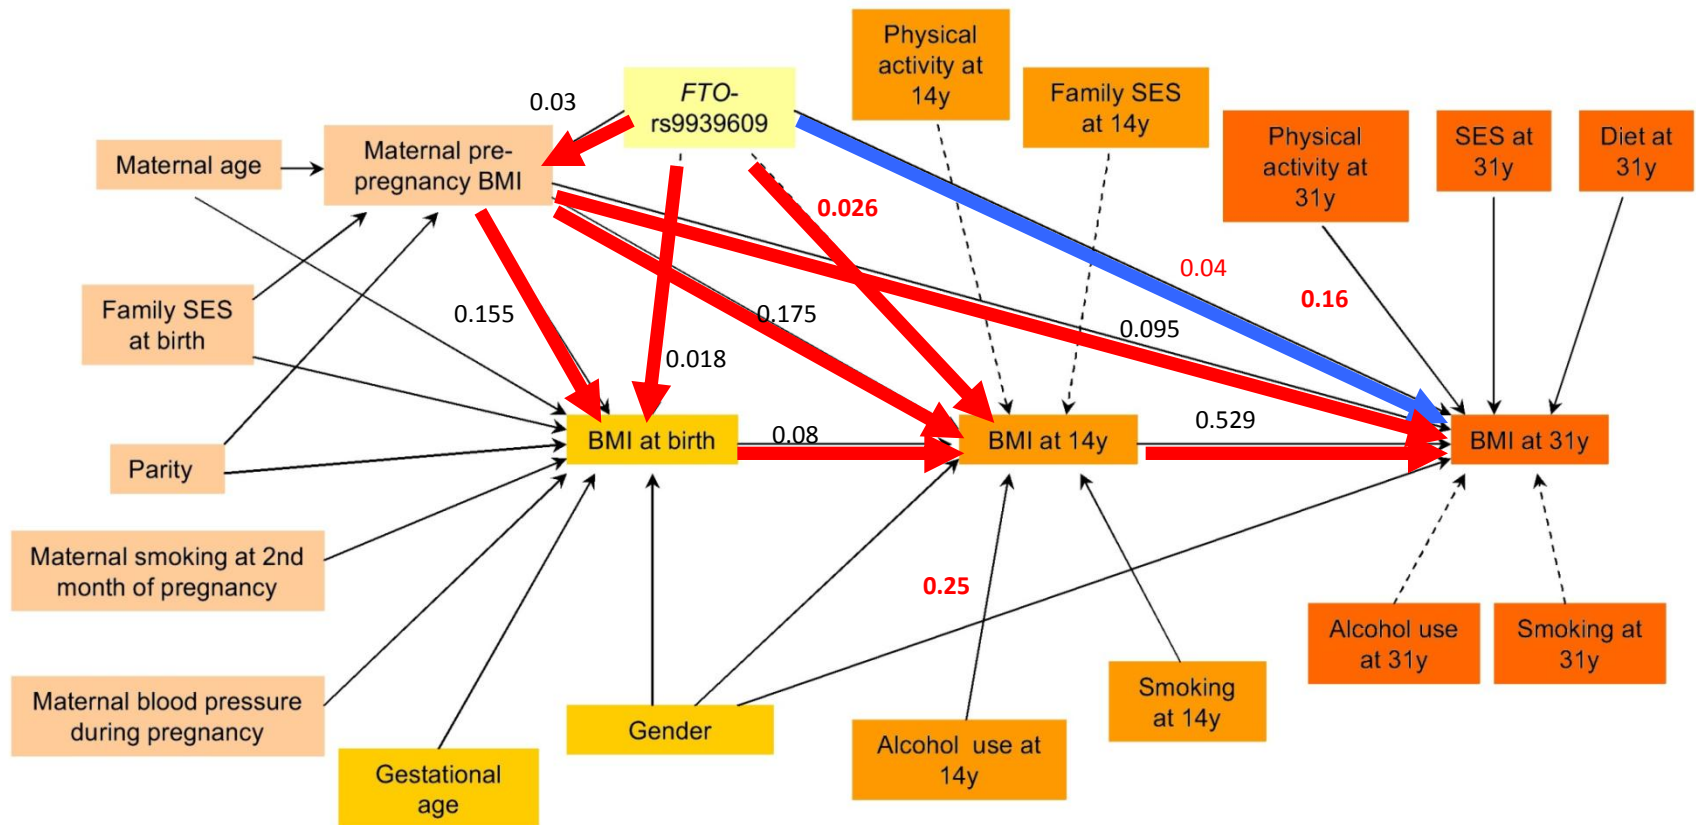 Physical
activity at
14y
FTO-
rs9939609
Family SES
at 14y
0.03
Maternal age
Maternal pre-
pregnancy BMI
Physical
activity at
31y
SES at
31y
Diet at
31y
0.026
0.04
0.16
Family SES
at birth
0.155
0.175
0.095
0.018
BMI at birth
0.08
BMI at 14y
0.529
BMI at 31y
Parity
Maternal smoking at 2nd
month of pregnancy
0.25
Alcohol use
at 31y
Smoking at
31y
Maternal blood pressure
during pregnancy
Gender
Smoking
at 14y
Gestational
age
Alcohol use at
14y